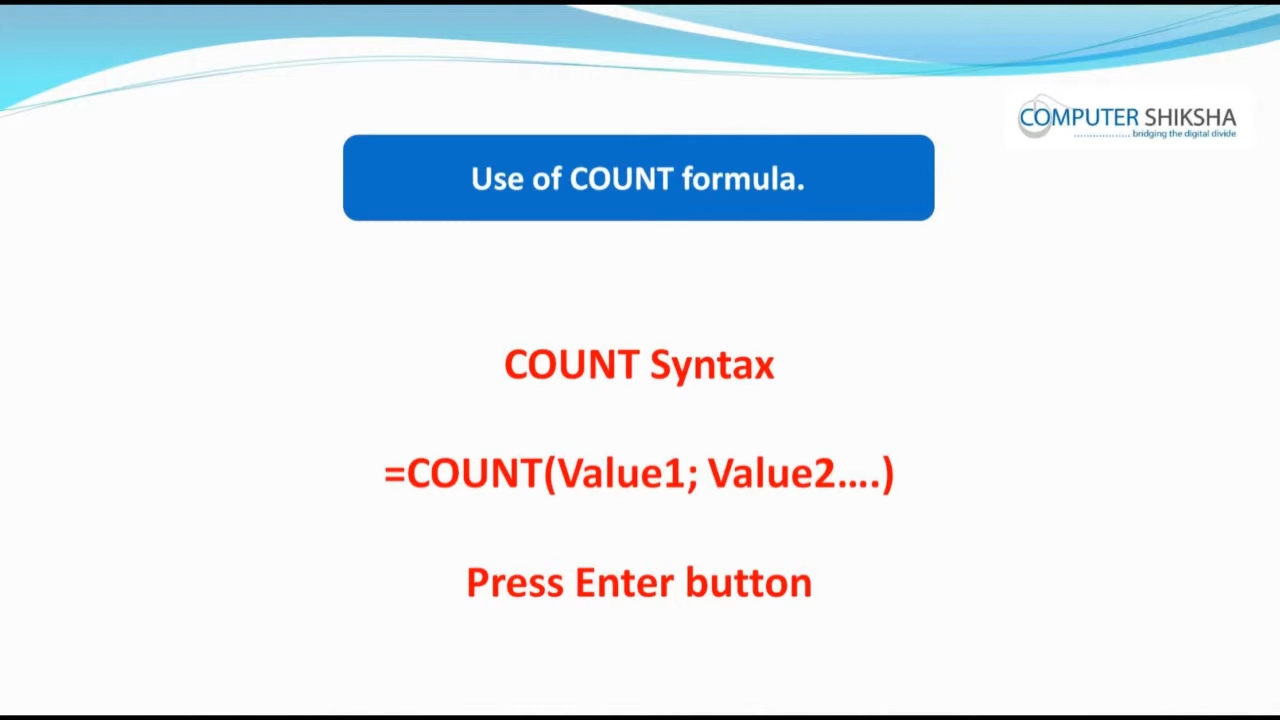 COMPUTER SHIKSHA
bridging the digital divide
Use of COUNT formula.
COUNT Syntax
=COUNT(Value1; Value2....)
Press Enter button